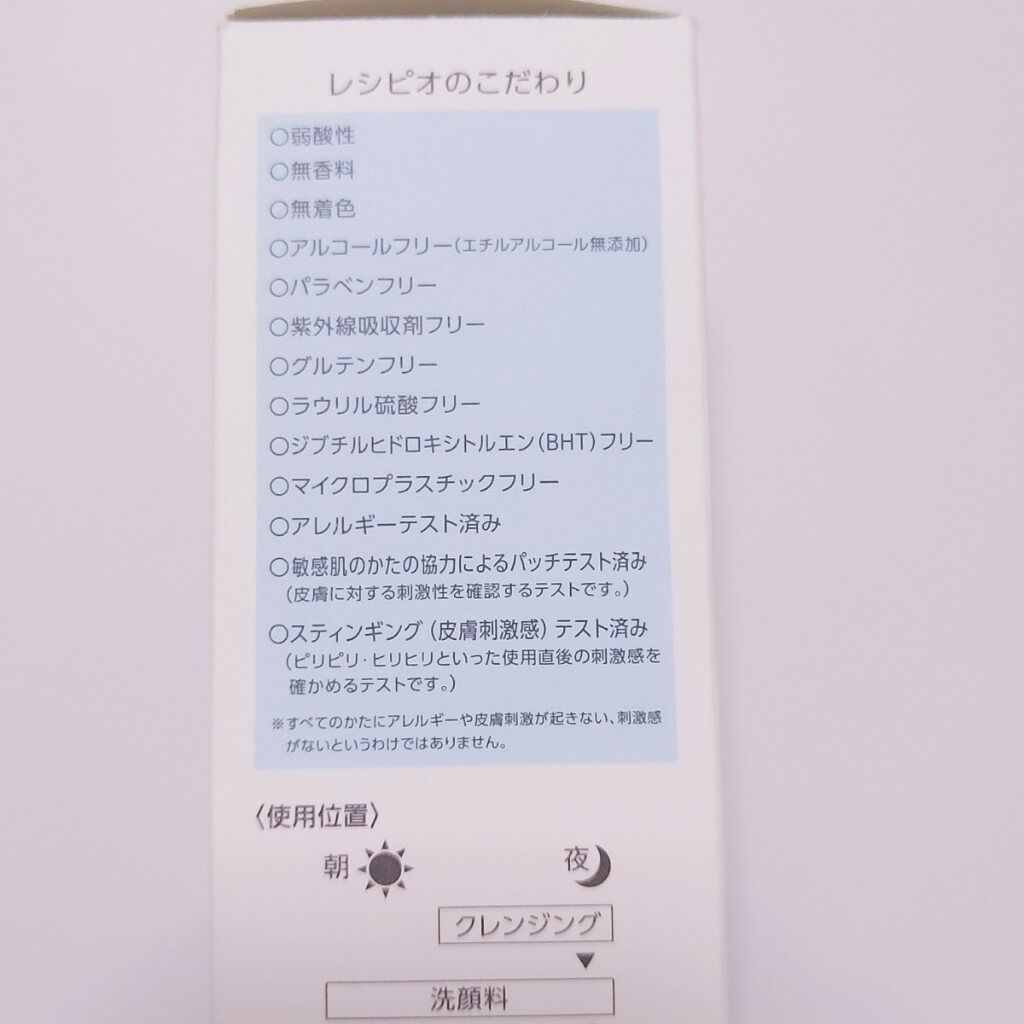 レシピオのこだわり
○弱酸性
○無香料
○無着色
○アルコールフリー(エチルアルコール無添加)
○パラベンフリー
○紫外線吸収剤フリー
○グルテンフリー
○ラウリル硫酸フリー
○ジブチルヒドロキシトルエン(BHT)フリー
○マイクロプラスチックフリー
○アレルギーテスト済み
○敏感肌のかたの協力によるパッチテスト済み
(皮膚に対する刺激性を確認するテストです。)
○スティンギング(皮膚刺激感)テスト済み
(ピリピリ・ヒリヒリといった使用直後の刺激感を
確かめるテストです。)
※すべてのかたにアレルギーや皮膚刺激が起きない、刺激感
がないというわけではありません。
〈使用位置〉
朝 夜
クレンジング
▼
洗顔料